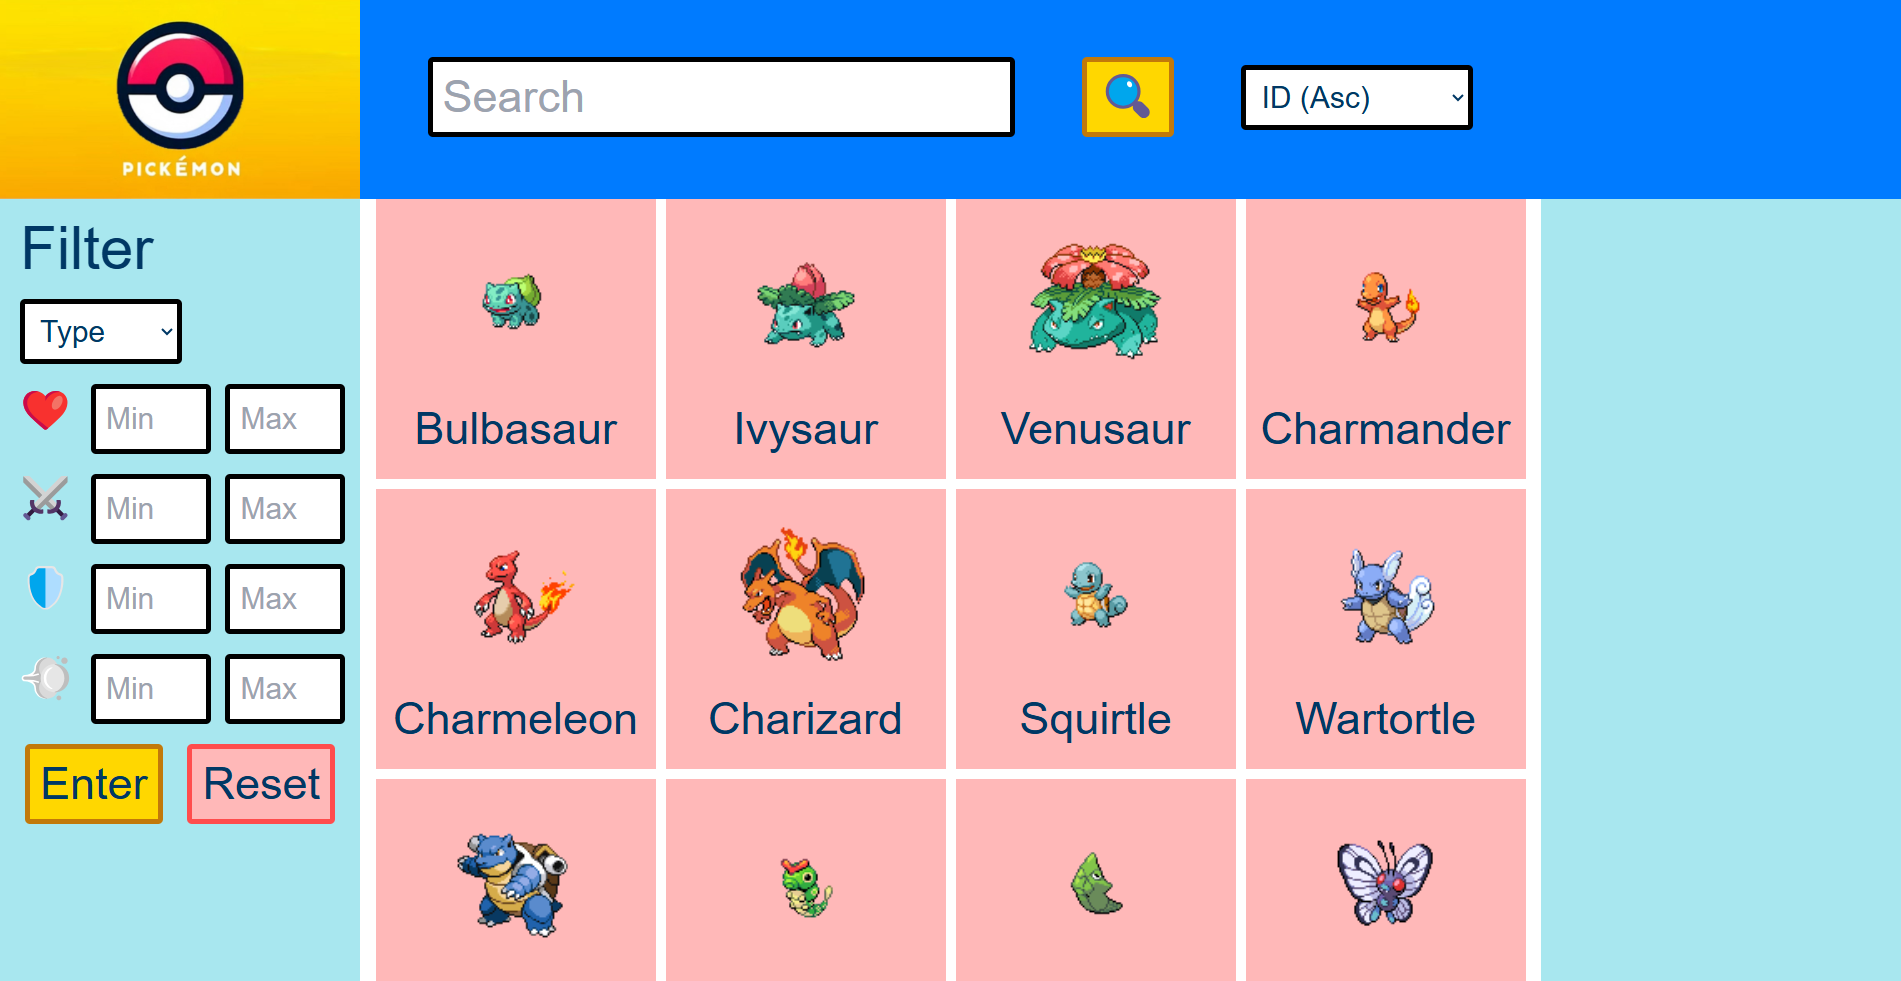 PICKÉMON
Search
ID (Asc)
Filter
Type
Min Max
Min Max
Min Max
Min Max
Enter Reset
Bulbasaur Ivysaur Venusaur Charmander
Charmeleon Charizard Squirtle Wartortle